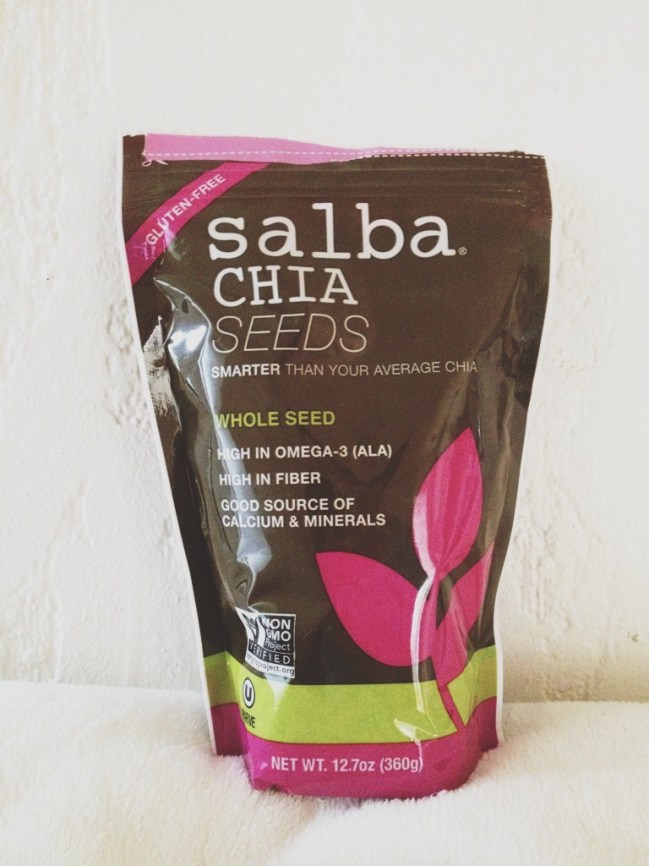 GLUTEN-FREE
salba®
CHIA
SEEDS
SMARTER THAN YOUR AVERAGE CHIA
WHOLE SEED
HIGH IN OMEGA-3 (ALA)
HIGH IN FIBER
GOOD SOURCE OF
CALCIUM & MINERALS
NON
GMO
Project
VERIFIED
U
NET WT. 12.7oz (360g)